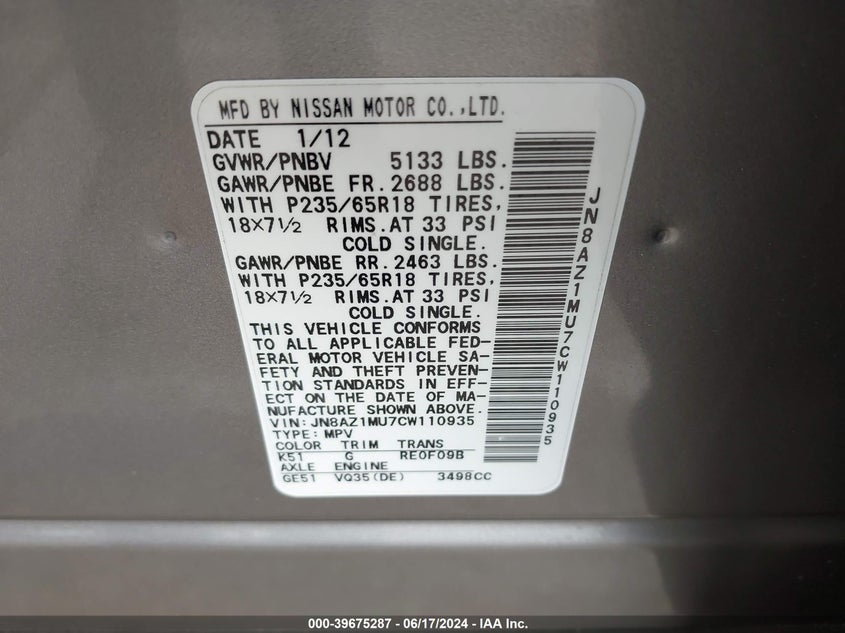 MFD BY NISSAN MOTOR CO.,LTD.
DATE 1/12
GVWR/PNBV 5133 LBS.
GAWR/PNBE FR. 2688 LBS.
WITH P235/65R18 TIRES,
18×7½ RIMS.AT 33 PSI
COLD SINGLE.
GAWR/PNBE RR. 2463 LBS.
WITH P235/65R18 TIRES,
18×7½ RIMS.AT 33 PSI
COLD SINGLE.
THIS VEHICLE CONFORMS
TO ALL APPLICABLE FED-
ERAL MOTOR VEHICLE SA-
FETY AND THEFT PREVEN-
TION STANDARDS IN EFF-
ECT ON THE DATE OF MA-
NUFACTURE SHOWN ABOVE.
VIN:JN8AZ1MU7CW110935
TYPE: MPV
COLOR TRIM TRANS
K51 G RE0F09B
AXLE ENGINE
GE51 VQ35(DE) 3498CC
JN8AZ1MU7CW110935
000-39675287 - 06/17/2024 - IAA Inc.